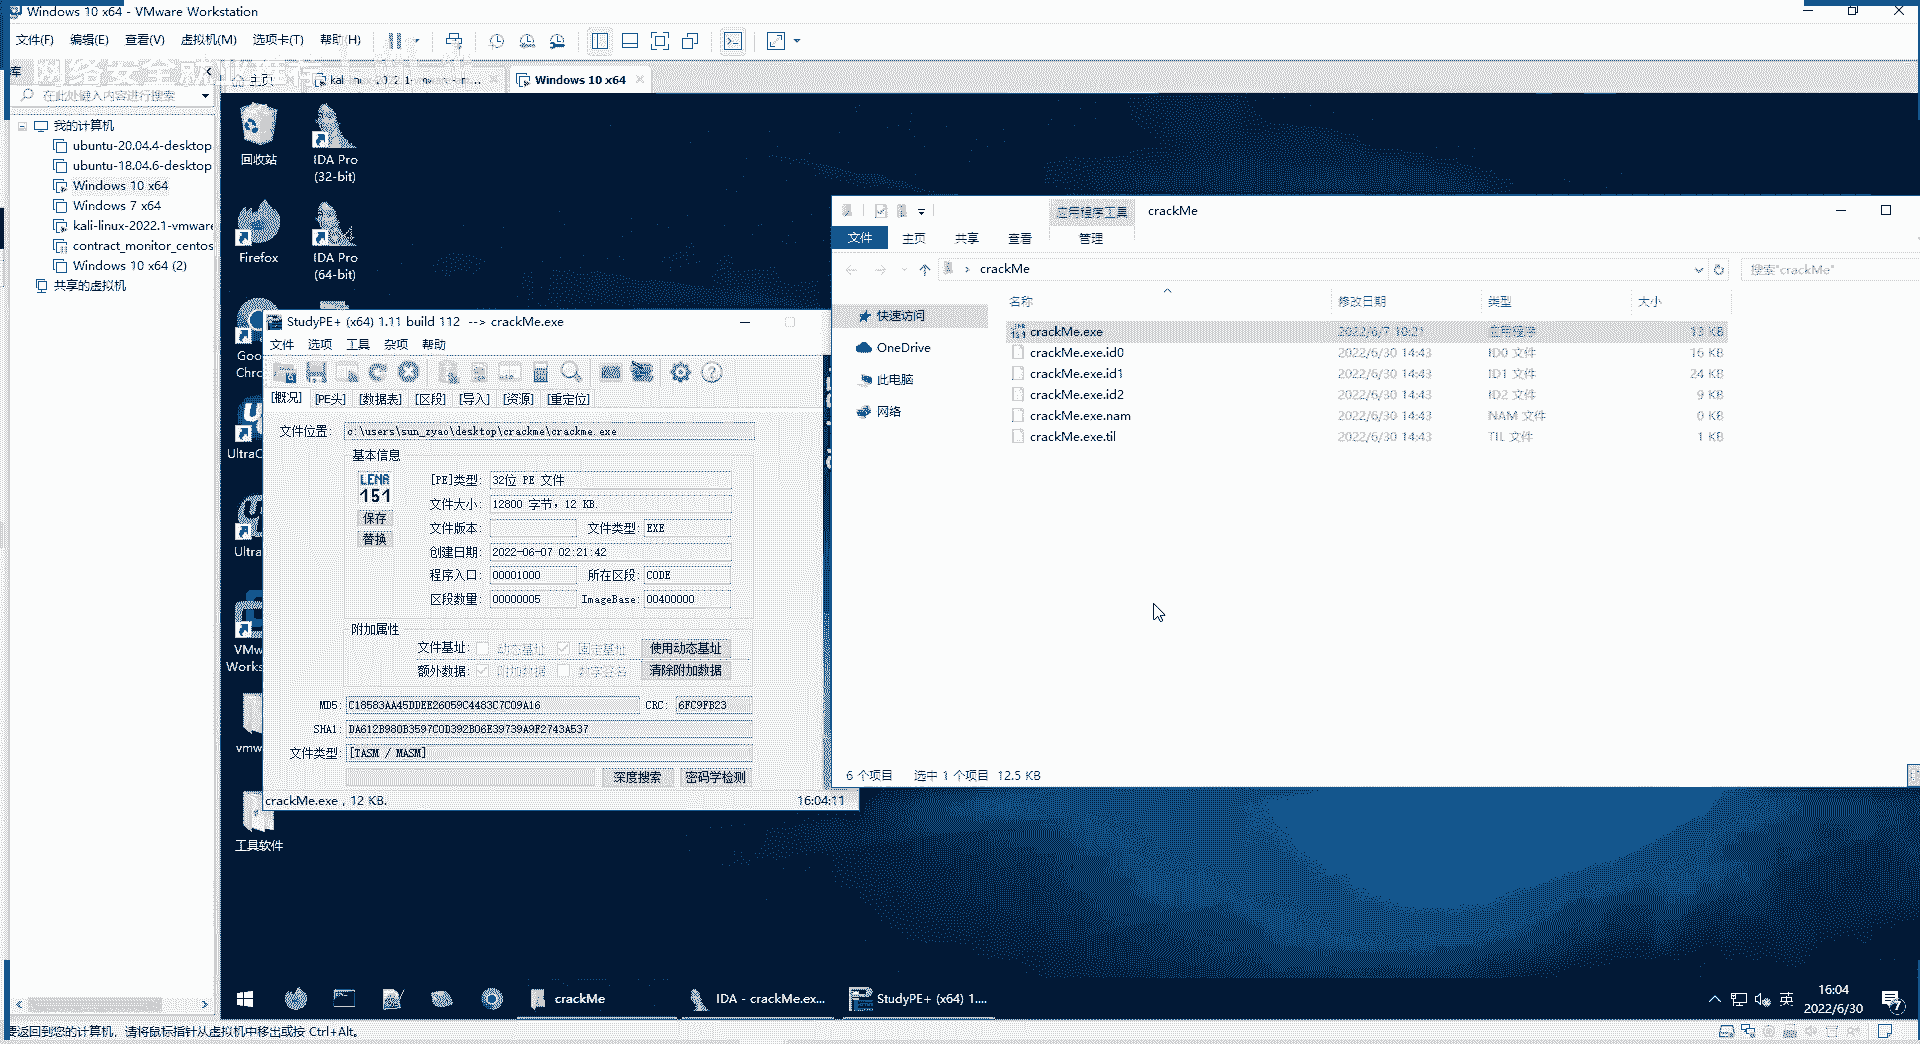 Windows 10 x64 - VMware Workstation
文件(F) 编辑(E) 查看(V) 虚拟机(M) 选项卡(T) 帮助(H)
库
网络安全
主页
Windows 10 x64
在此处键入内容进行搜索
我的计算机
ubuntu-20.04.4-desktop
ubuntu-18.04.6-desktop
Windows 10 x64
Windows 7 x64
kali-linux-2022.1-vmware
contract_monitor_centos
Windows 10 x64 (2)
共享的虚拟机
回收站
IDA Pro
(32-bit)
Firefox
IDA Pro
(64-bit)
Goo
Chrc
UltraC
Ultra
VMw
Works
vmw
工具软件
StudyPE+ (x64) 1.11 build 112 --> crackMe.exe
文件 选项 工具 杂项 帮助
[概况] [PE头] [数据表] [区段] [导入] [资源] [重定位]
文件位置: c:\users\sun_zyao\desktop\crackme\crackme.exe
基本信息
LENA
151
保存
替换
[PE]类型: 32位 PE 文件
文件大小: 12800 字节，12 KB.
文件版本: 文件类型: EXE
创建日期: 2022-06-07 02:21:42
程序入口: 00001000 所在区段: CODE
区段数量: 00000005 ImageBase: 00400000
附加属性
文件基址: 动态基址 固定基址 使用动态基址
额外数据: 附加数据 数字签名 清除附加数据
MD5: C18583AA45DDEE26059C4483C7C09A16 CRC: 6FC9FB23
SHA1: DA612B980B3597C0D392B06E39739A9F2743A537
文件类型: [TASM / MASM]
深度搜索 密码学检测
crackMe.exe , 12 KB. 16:04:11
应用程序工具 crackMe
文件 主页 共享 查看 管理
crackMe
搜索"crackMe"
快速访问
OneDrive
此电脑
网络
名称 修改日期 类型 大小
crackMe.exe 2022/6/7 10:21 应用程序 13 KB
crackMe.exe.id0 2022/6/30 14:43 ID0 文件 16 KB
crackMe.exe.id1 2022/6/30 14:43 ID1 文件 24 KB
crackMe.exe.id2 2022/6/30 14:43 ID2 文件 9 KB
crackMe.exe.nam 2022/6/30 14:43 NAM 文件 0 KB
crackMe.exe.til 2022/6/30 14:43 TIL 文件 1 KB
6 个项目 选中 1 个项目 12.5 KB
crackMe
IDA - crackMe.ex...
StudyPE+ (x64) 1....
英
16:04
2022/6/30
7
要返回到您的计算机，请将鼠标指针从虚拟机中移出或按 Ctrl+Alt。